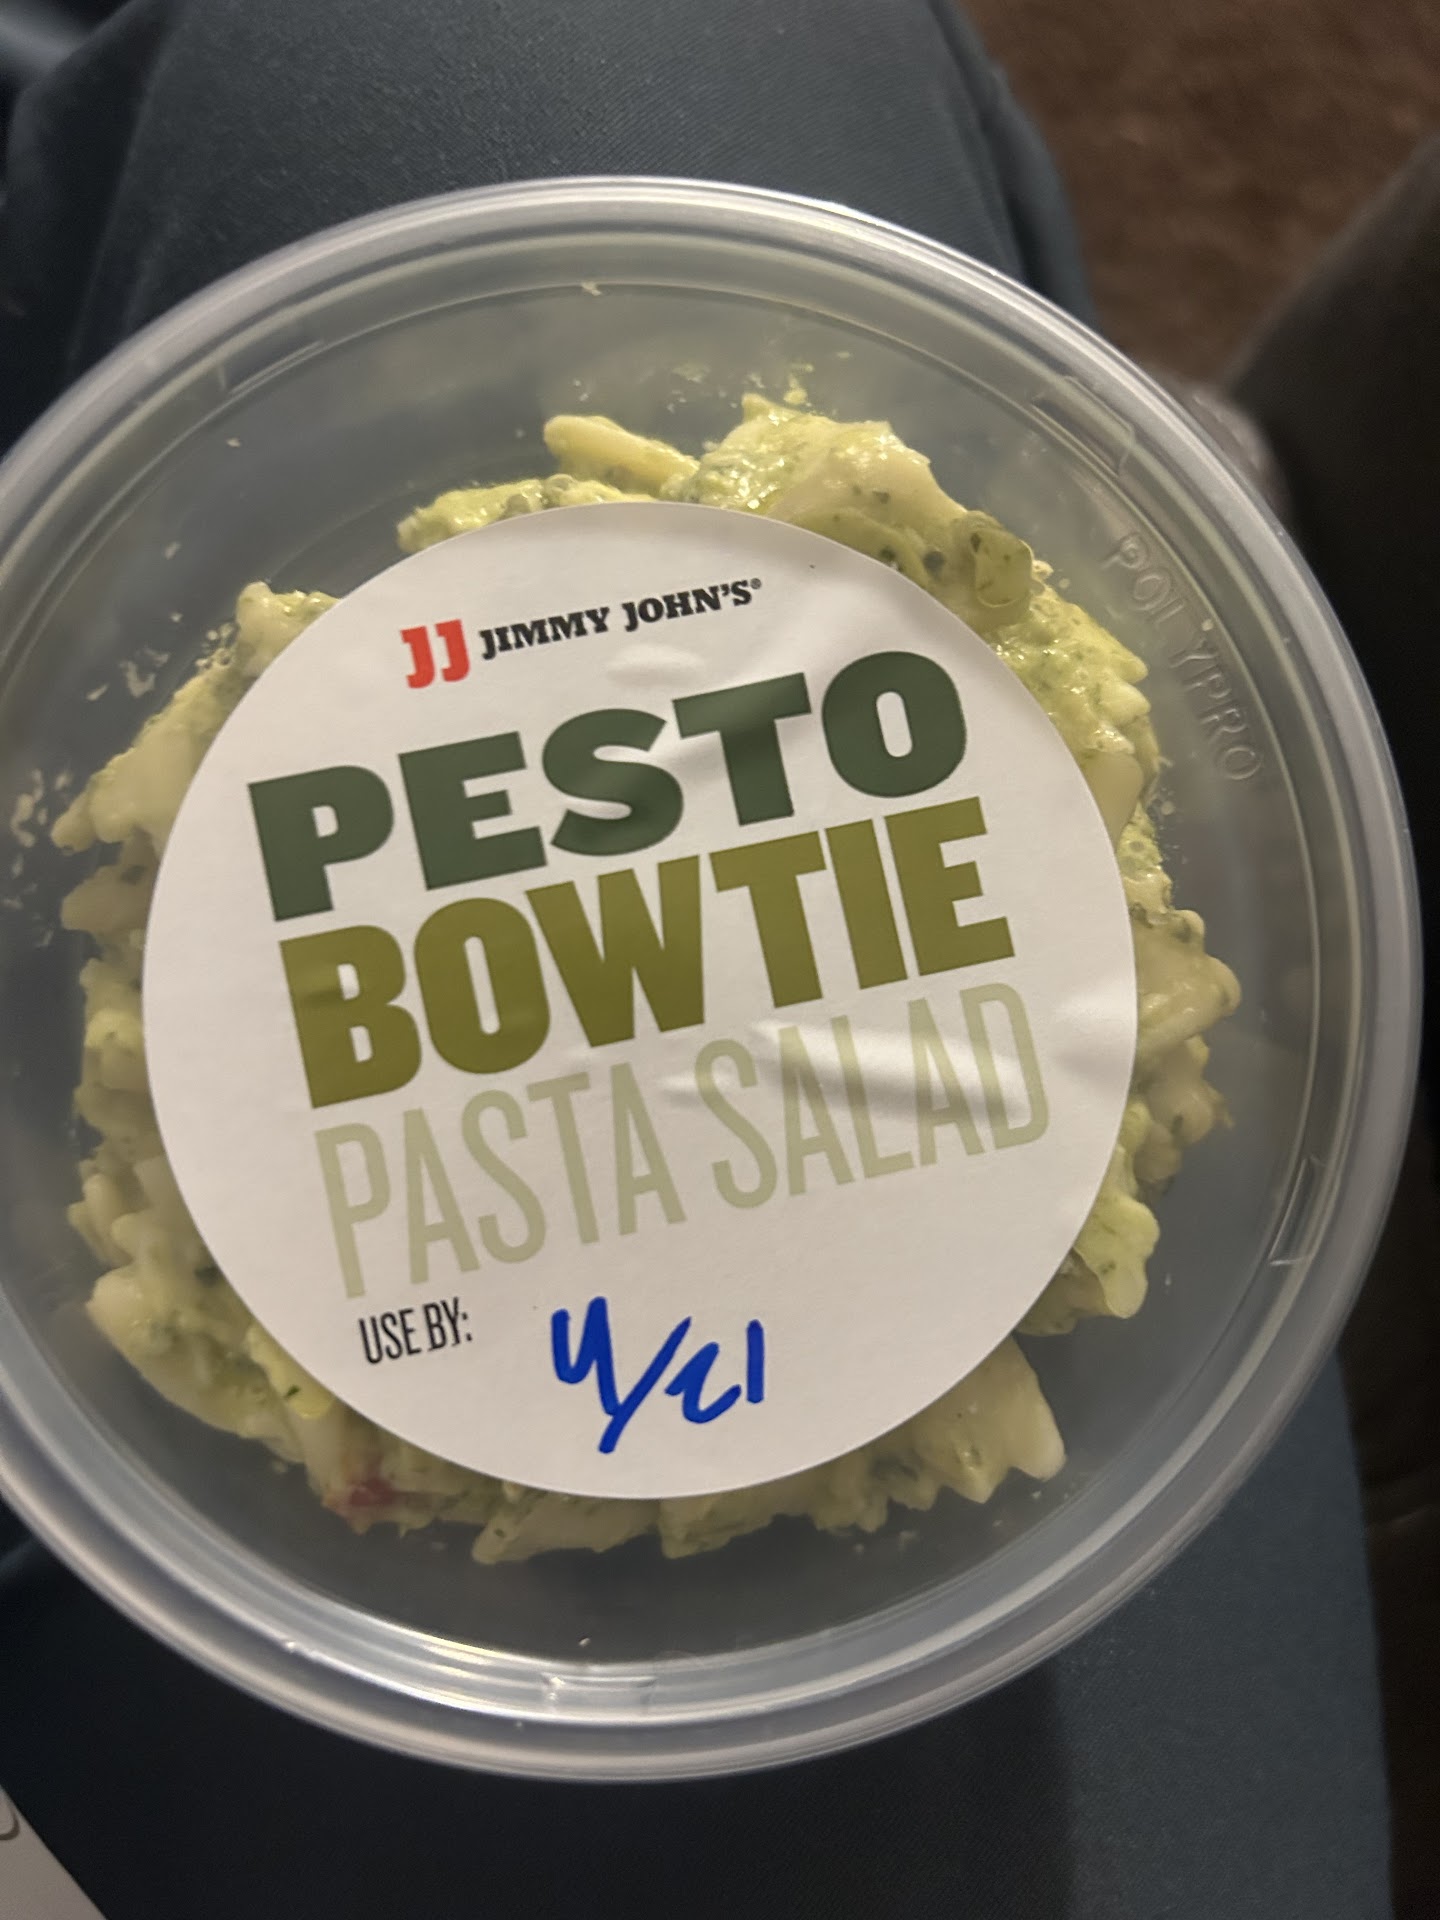 JJ JIMMY JOHN'S®
PESTO
BOWTIE
PASTA SALAD
USE BY: 4/21
POLYPRO